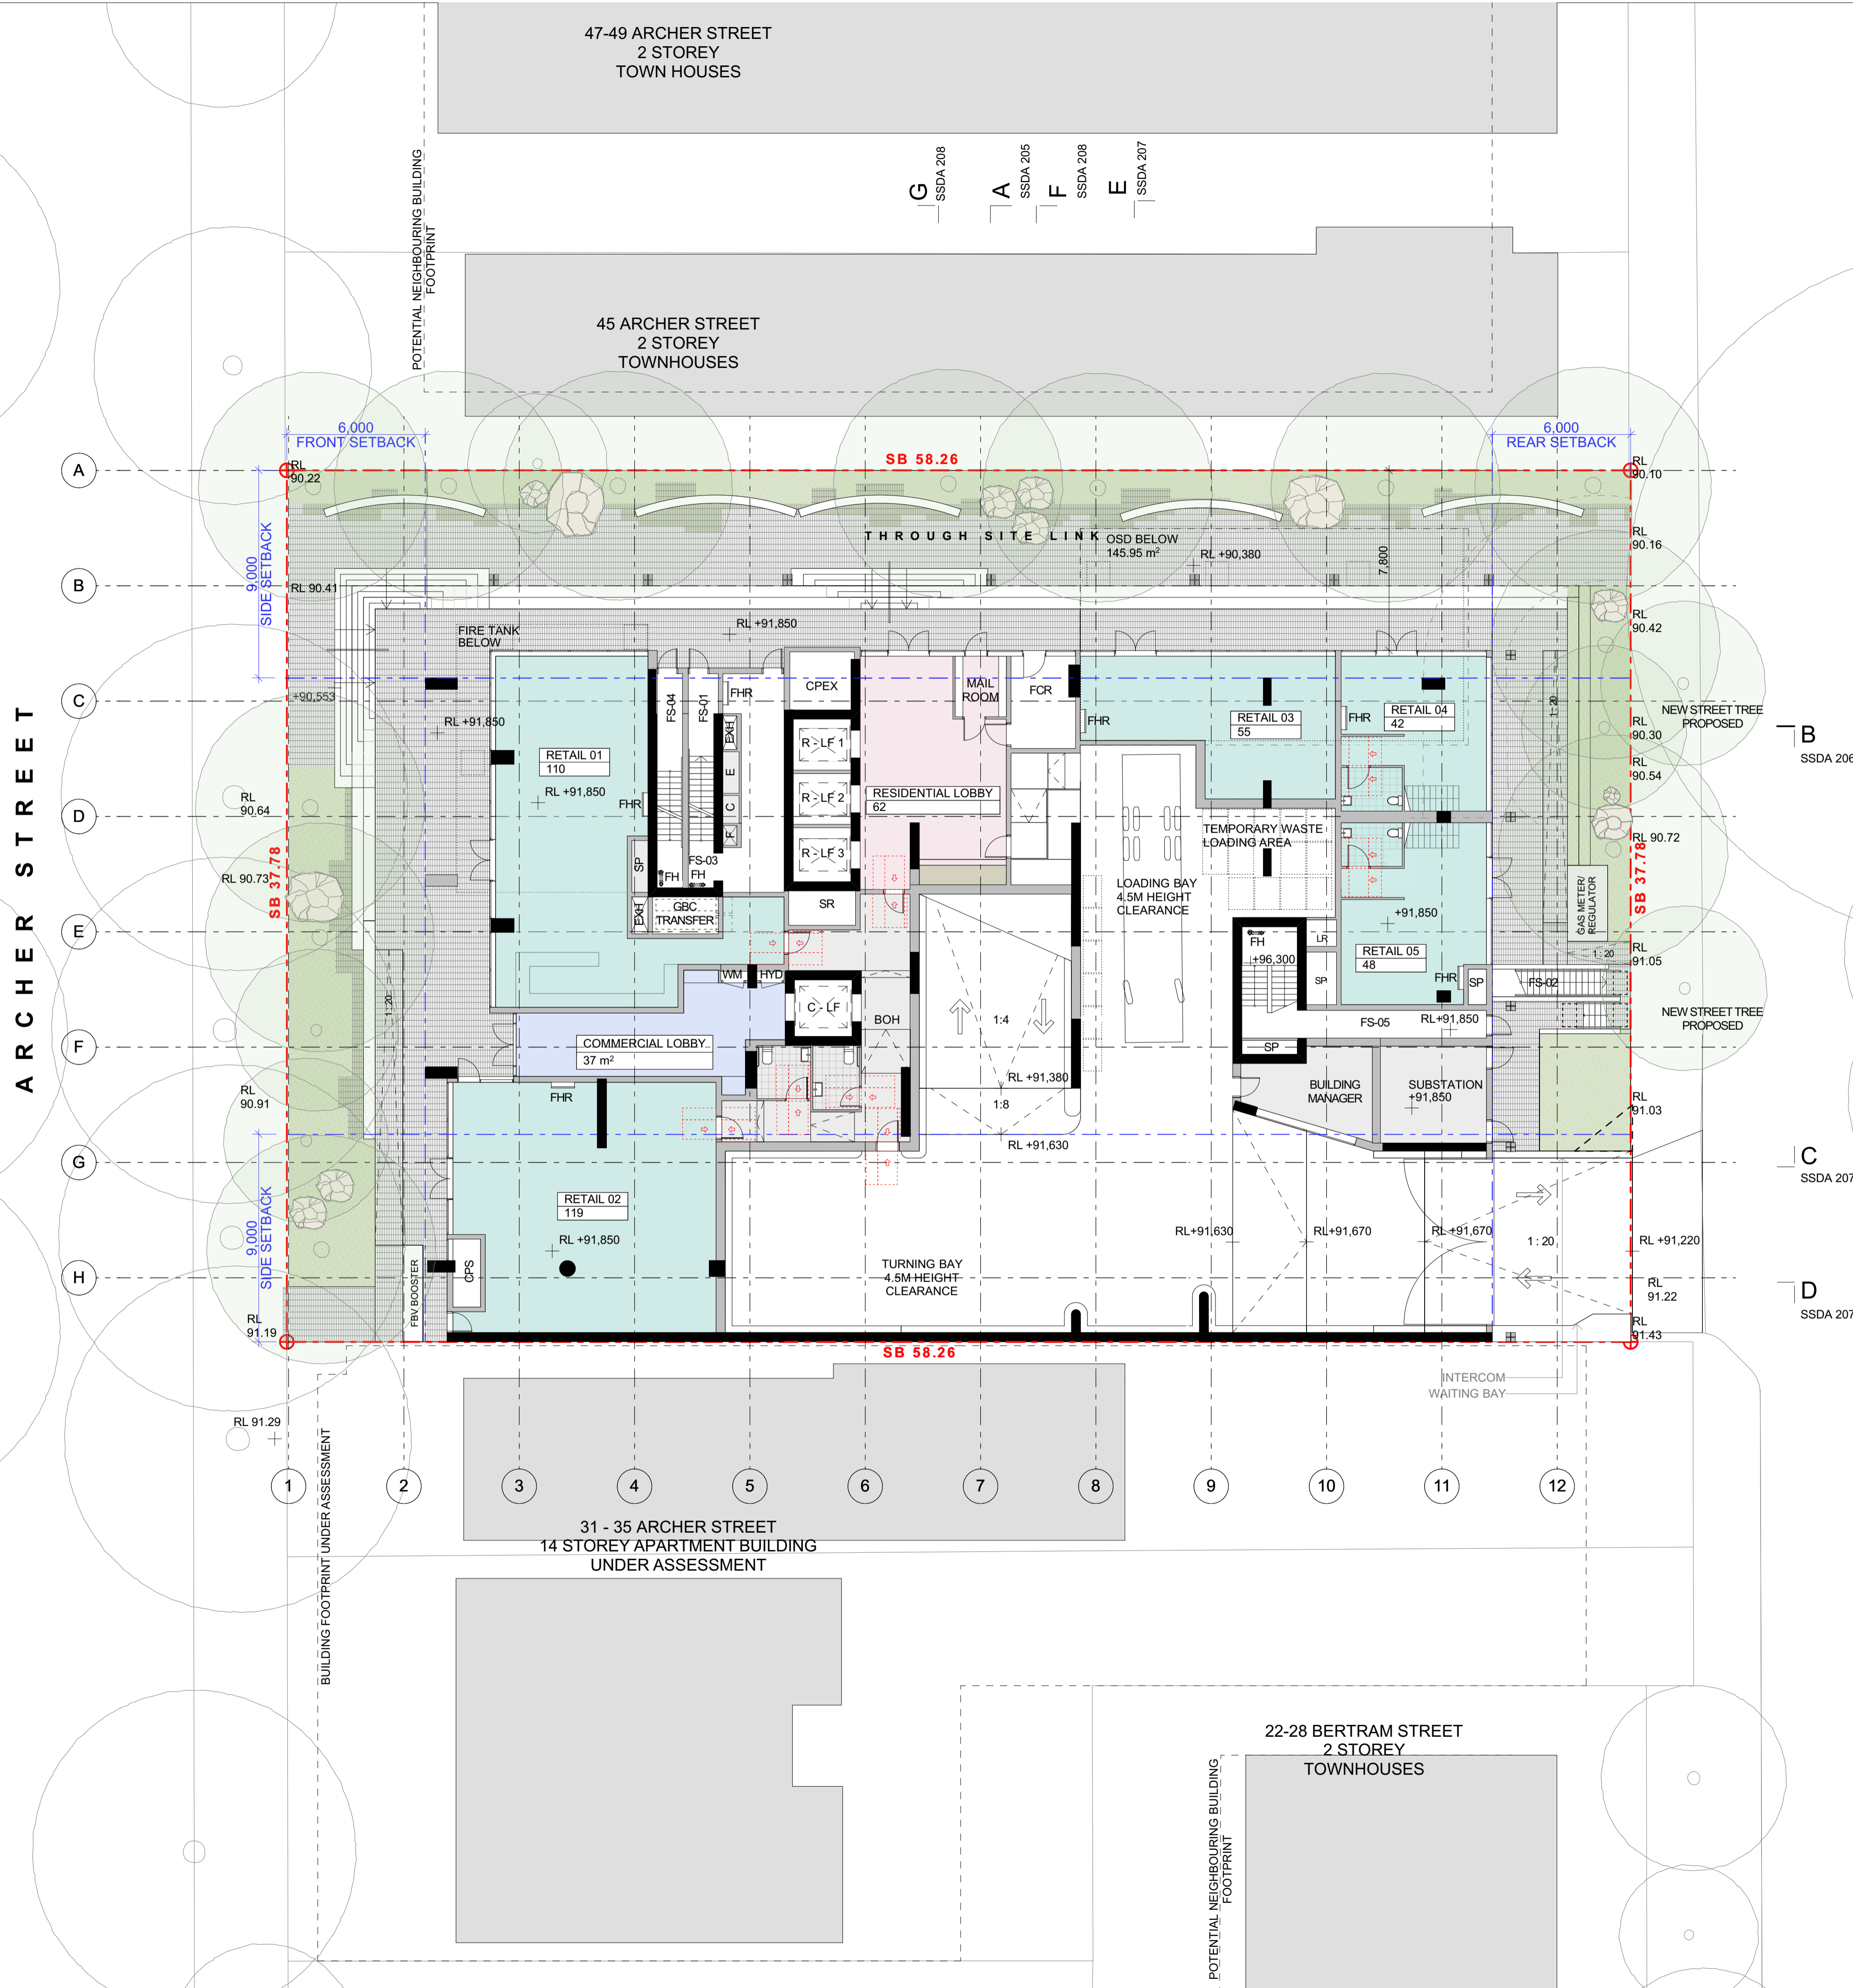 47-49 ARCHER STREET
2 STOREY
TOWN HOUSES
POTENTIAL NEIGHBOURING BUILDING
FOOTPRINT
G
SSDA 208
A
SSDA 205
F
SSDA 208
E
SSDA 207
45 ARCHER STREET
2 STOREY
TOWNHOUSES
6,000
FRONT SETBACK
6,000
REAR SETBACK
SB 58.26
A
RL
90.22
RL
90.10
9,000
SIDE SETBACK
THROUGH SITE LINK
OSD BELOW
145.95 m²
RL +90,380
7,800
RL
90.16
B
RL 90.41
FIRE TANK
BELOW
RL +91,850
RL
90.42
C
+90,553
RL +91,850
FS-04
FS-01
FHR
CPEX
MAIL
ROOM
FCR
FHR
RETAIL 03
55
FHR
RETAIL 04
42
1 : 20
NEW STREET TREE
PROPOSED
RL
90.30
B
SSDA 206
ARCHER STREET
RETAIL 01
110
RL +91,850
EXH
E
C
F
R - LF 1
R - LF 2
R - LF 3
RESIDENTIAL LOBBY
62
RL
90.54
RL
90.64
D
FHR
TEMPORARY WASTE
LOADING AREA
RL 90.72
SB 37.78
RL 90.73
SP
FH
FS-03
FH
LOADING BAY
4.5M HEIGHT
CLEARANCE
SB 37.78
GAS METER/
REGULATOR
EXH
GBC
TRANSFER
SR
+91,850
E
FH
+96,300
LR
SP
RETAIL 05
48
FHR
SP
1 : 20
RL
91.05
FS-02
WM
HYD
C - LF
BOH
1:20
1:4
FS-05
RL+91,850
NEW STREET TREE
PROPOSED
F
COMMERCIAL LOBBY
37 m²
SP
RL +91,380
1:8
BUILDING
MANAGER
SUBSTATION
+91,850
RL
90.91
FHR
RL
91.03
RL +91,630
G
C
SSDA 207
9,000
SIDE SETBACK
RETAIL 02
119
RL +91,850
CPS
FBV BOOSTER
TURNING BAY
4.5M HEIGHT
CLEARANCE
RL+91,630
RL+91,670
RL +91,670
1 : 20
RL +91,220
H
RL
91.22
D
SSDA 207
RL
91.19
RL
91.43
SB 58.26
INTERCOM
WAITING BAY
RL 91.29
BUILDING FOOTPRINT UNDER ASSESSMENT
1
2
3
4
5
6
7
8
9
10
11
12
31 - 35 ARCHER STREET
14 STOREY APARTMENT BUILDING
UNDER ASSESSMENT
22-28 BERTRAM STREET
2 STOREY
TOWNHOUSES
POTENTIAL NEIGHBOURING BUILDING
FOOTPRINT